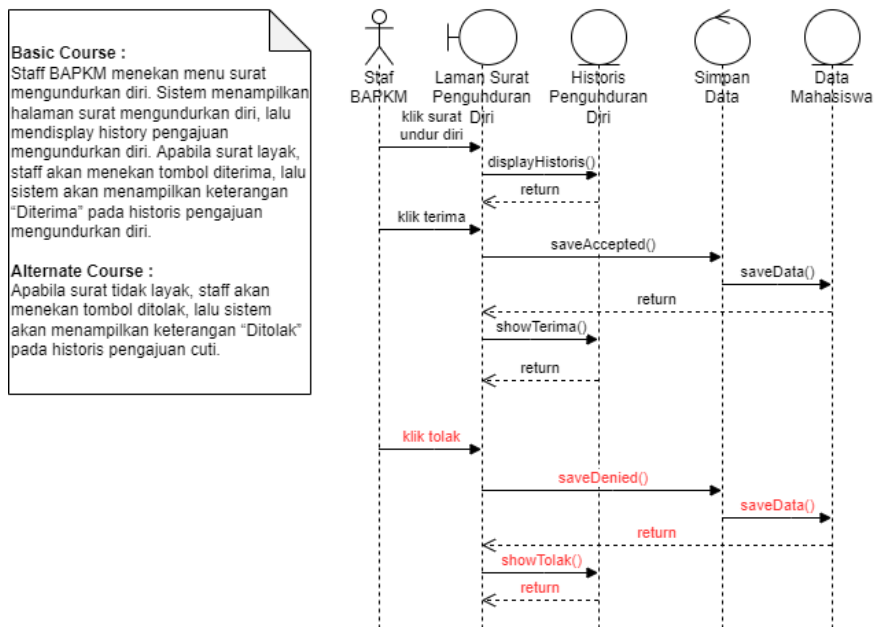 Basic Course :
Staff BAPKM menekan menu surat
mengundurkan diri. Sistem menampilkan
halaman surat mengundurkan diri, lalu
mendisplay history pengajuan
mengundurkan diri. Apabila surat layak,
staff akan menekan tombol diterima, lalu
sistem akan menampilkan keterangan
“Diterima” pada historis pengajuan
mengundurkan diri.
Alternate Course :
Apabila surat tidak layak, staff akan
menekan tombol ditolak, lalu sistem
akan menampilkan keterangan “Ditolak”
pada historis pengajuan cuti.
Staf
BAPKM
Laman Surat
Pengunduran
Diri
Historis
Pengunduran
Diri
Simpan
Data
Data
Mahasiswa
klik surat
undur diri
displayHistoris()
return
klik terima
saveAccepted()
saveData()
return
showTerima()
return
klik tolak
saveDenied()
saveData()
return
showTolak()
return